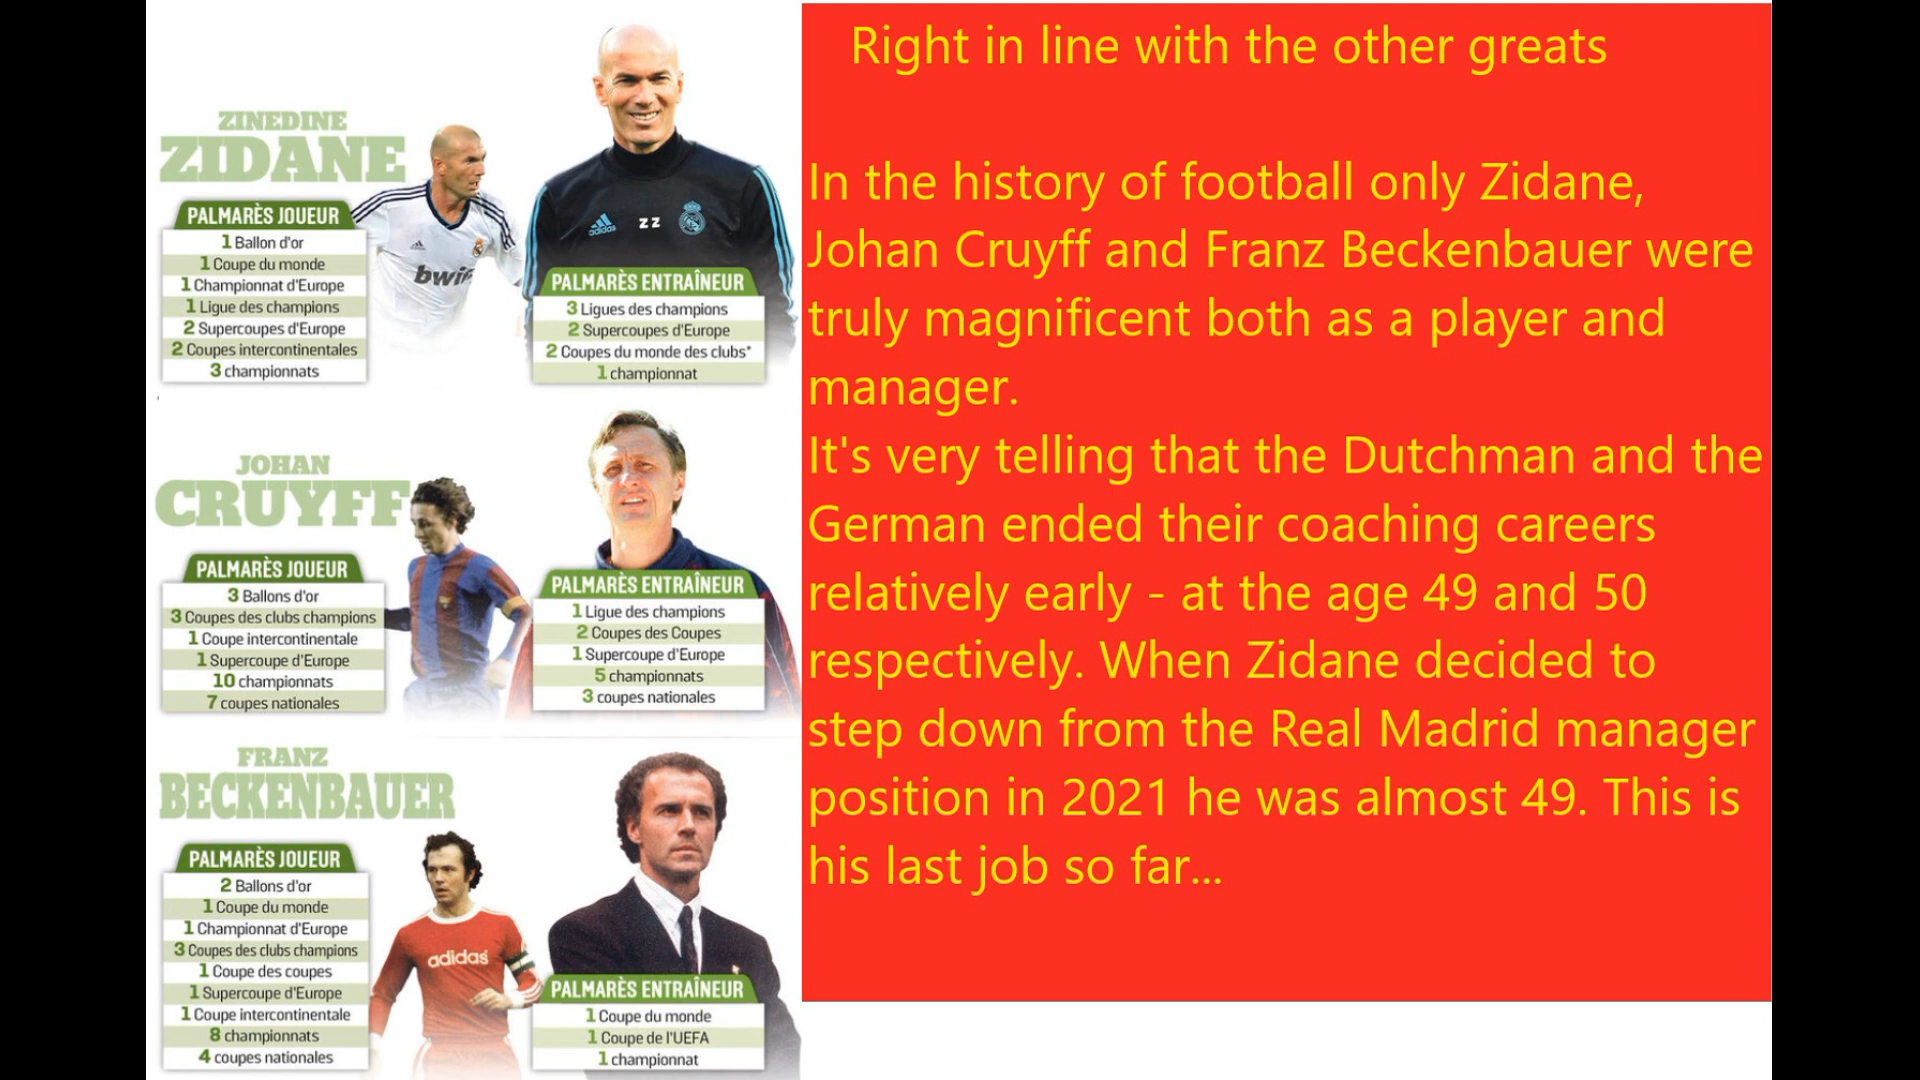 ZINEDINE
ZIDANE
PALMARÈS JOUEUR
1 Ballon d'or
1 Coupe du monde
1 Championnat d'Europe
1 Ligue des champions
2 Supercoupes d'Europe
2 Coupes intercontinentales
3 championnats
bwin
adidas
ZZ
PALMARÈS ENTRAÎNEUR
3 Ligues des champions
2 Supercoupes d'Europe
2 Coupes du monde des clubs*
1 championnat
JOHAN
CRUYFF
PALMARÈS JOUEUR
3 Ballons d'or
3 Coupes des clubs champions
1 Coupe intercontinentale
1 Supercoupe d'Europe
10 championnats
7 coupes nationales
PALMARÈS ENTRAÎNEUR
1 Ligue des champions
2 Coupes des Coupes
1 Supercoupe d'Europe
5 championnats
3 coupes nationales
FRANZ
BECKENBAUER
PALMARÈS JOUEUR
2 Ballons d'or
1 Coupe du monde
1 Championnat d'Europe
3 Coupes des clubs champions
1 Coupe des coupes
1 Supercoupe d'Europe
1 Coupe intercontinentale
8 championnats
4 coupes nationales
adidas
PALMARÈS ENTRAÎNEUR
1 Coupe du monde
1 Coupe de l'UEFA
1 championnat
Right in line with the other greats
In the history of football only Zidane,
Johan Cruyff and Franz Beckenbauer were
truly magnificent both as a player and
manager.
It's very telling that the Dutchman and the
German ended their coaching careers
relatively early - at the age 49 and 50
respectively. When Zidane decided to
step down from the Real Madrid manager
position in 2021 he was almost 49. This is
his last job so far...